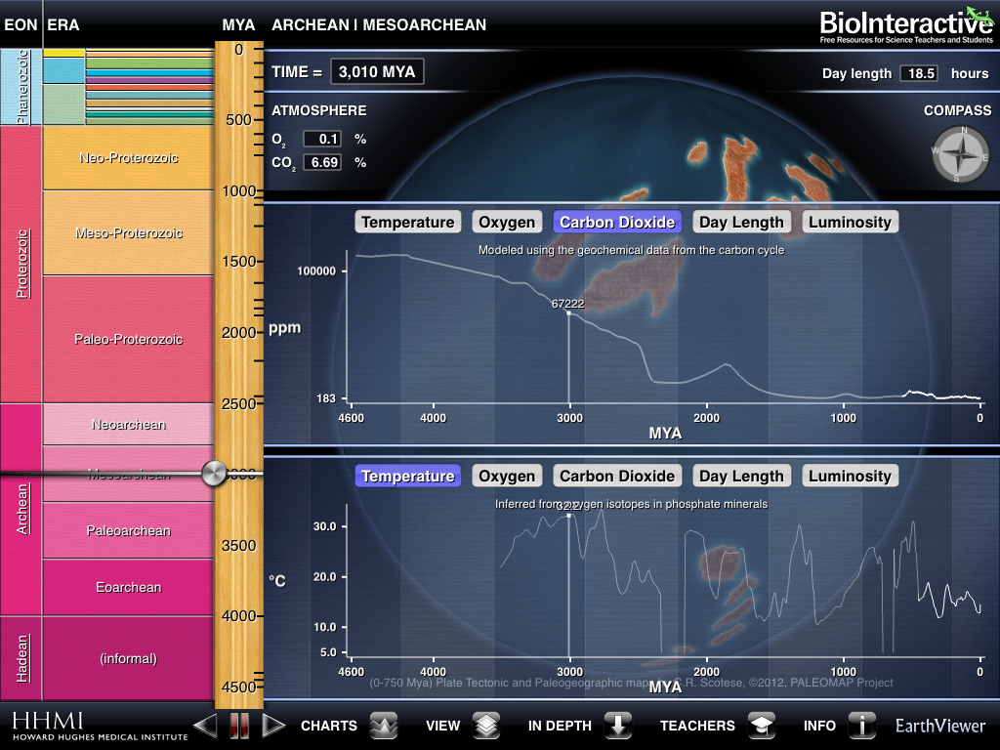 EON ERA MYA ARCHEAN | MESOARCHEAN
BioInteractive
Free Resources for Science Teachers and Students
TIME = 3,010 MYA
Day length 18.5 hours
ATMOSPHERE
O2 0.1 %
CO2 6.69 %
COMPASS
N
W E
S
Phanerozoic
Proterozoic
Archean
Hadean
Neo-Proterozoic
Meso-Proterozoic
Paleo-Proterozoic
Neoarchean
Mesoarchean
Paleoarchean
Eoarchean
(informal)
0
500
1000
1500
2000
2500
3500
4000
4500
Temperature Oxygen Carbon Dioxide Day Length Luminosity
Modeled using the geochemical data from the carbon cycle
100000
67222
ppm
183
4600 4000 3000 2000 1000 0
MYA
Temperature Oxygen Carbon Dioxide Day Length Luminosity
Inferred from oxygen isotopes in phosphate minerals
30.0
20.0
°C
10.0
5.0
4600 4000 3000 2000 1000 0
(0-750 Mya) Plate Tectonic and Paleogeographic maps by C.R. Scotese, ©2012, PALEOMAP Project
MYA
HHMI
HOWARD HUGHES MEDICAL INSTITUTE
CHARTS VIEW IN DEPTH TEACHERS INFO EarthViewer